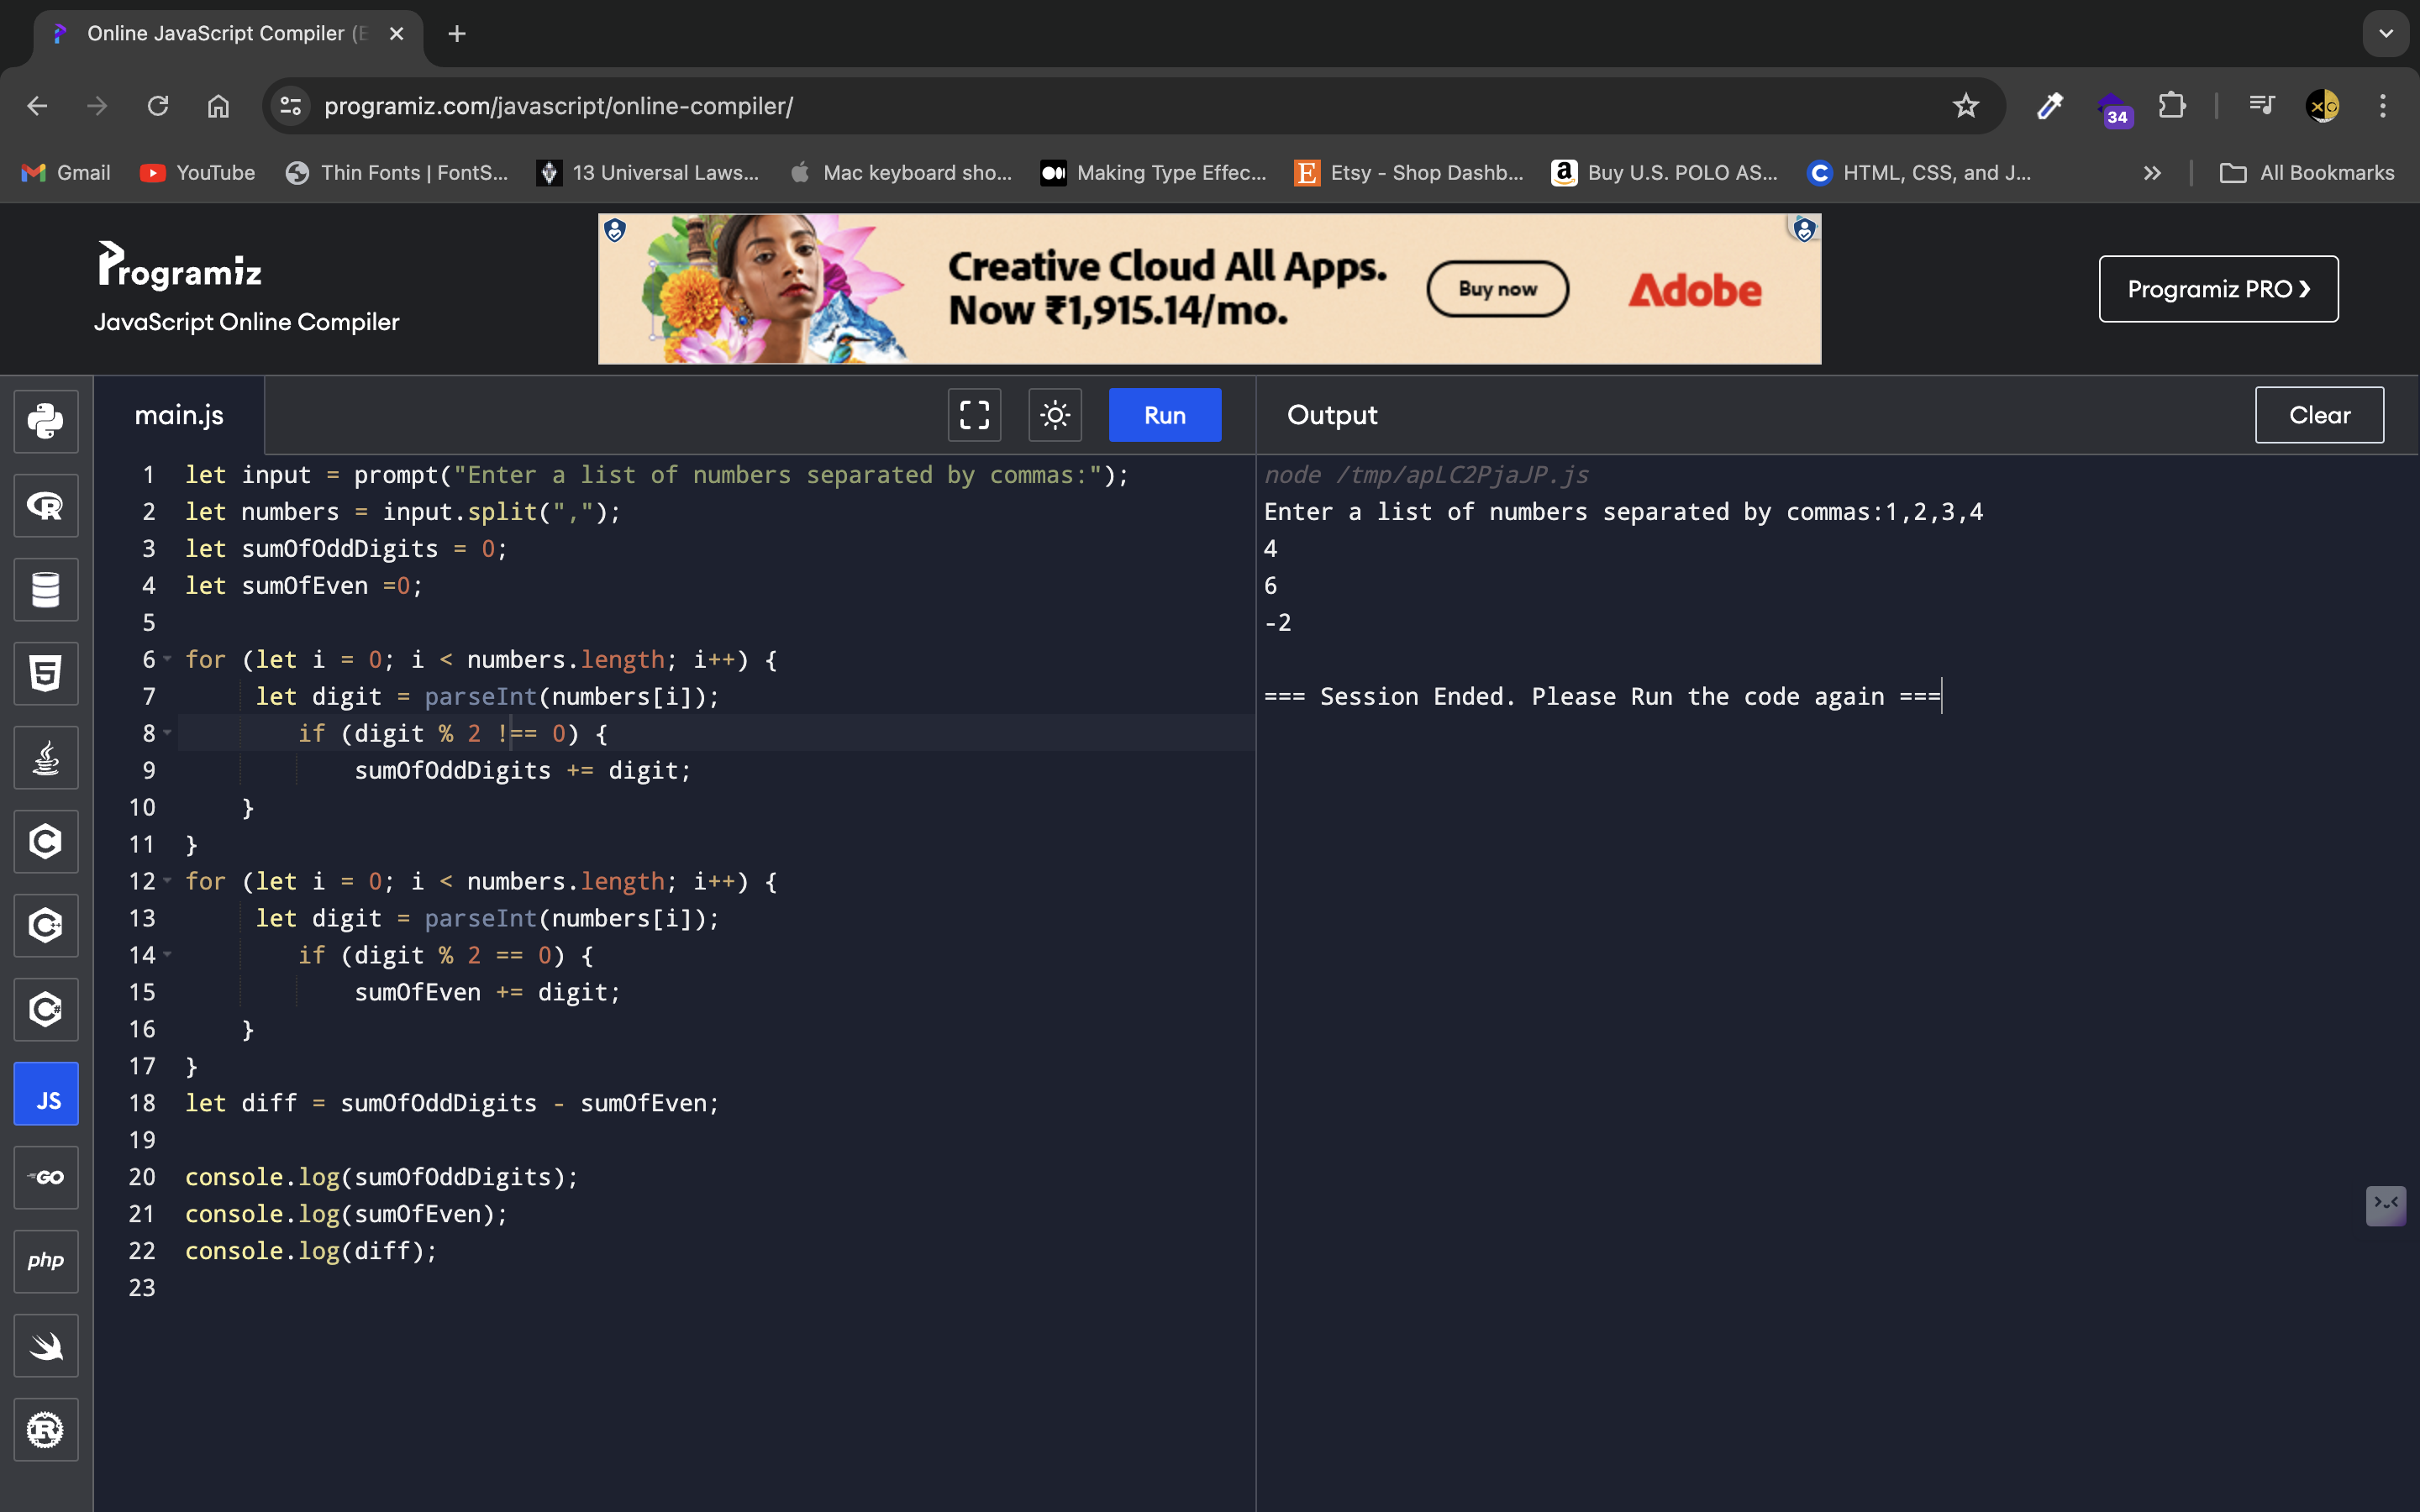 Online JavaScript Compiler (E
programiz.com/javascript/online-compiler/
34
Gmail
YouTube
Thin Fonts | FontS...
13 Universal Laws...
Mac keyboard sho...
Making Type Effec...
Etsy - Shop Dashb...
Buy U.S. POLO AS...
HTML, CSS, and J...
All Bookmarks
Programiz
JavaScript Online Compiler
Creative Cloud All Apps.
Now ₹1,915.14/mo.
Buy now
Adobe
Programiz PRO ❯
main.js
Run
Output
Clear
1 let input = prompt("Enter a list of numbers separated by commas:");
2 let numbers = input.split(",");
3 let sumOfOddDigits = 0;
4 let sumOfEven =0;
5
6 for (let i = 0; i < numbers.length; i++) {
7 let digit = parseInt(numbers[i]);
8 if (digit % 2 !== 0) {
9 sumOfOddDigits += digit;
10 }
11 }
12 for (let i = 0; i < numbers.length; i++) {
13 let digit = parseInt(numbers[i]);
14 if (digit % 2 == 0) {
15 sumOfEven += digit;
16 }
17 }
18 let diff = sumOfOddDigits - sumOfEven;
19
20 console.log(sumOfOddDigits);
21 console.log(sumOfEven);
22 console.log(diff);
23
node /tmp/apLC2PjaJP.js
Enter a list of numbers separated by commas:1,2,3,4
4
6
-2
=== Session Ended. Please Run the code again ===
JS
GO
php